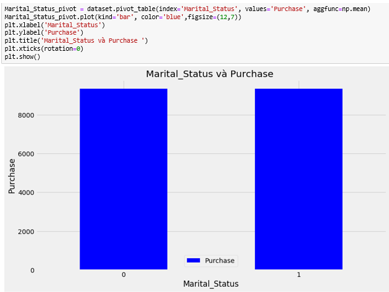 Marital_Status_pivot = dataset.pivot_table(index='Marital_Status', values='Purchase', aggfunc=np.mean)
Marital_Status_pivot.plot(kind='bar', color='blue',figsize=(12,7))
plt.xlabel('Marital_Status')
plt.ylabel('Purchase')
plt.title('Marital_Status và Purchase ')
plt.xticks(rotation=0)
plt.show()
Marital_Status và Purchase
8000
6000
4000
2000
0
Purchase
Purchase
0
1
Marital_Status